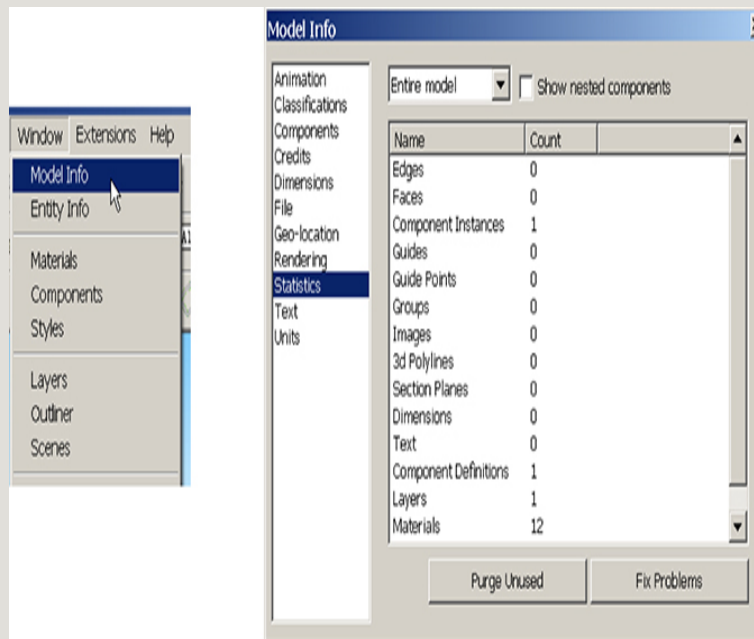 Window Extensions Help
Model Info
Entity Info
Materials
Components
Styles
Layers
Outliner
Scenes
Model Info
Animation
Classifications
Components
Credits
Dimensions
File
Geo-location
Rendering
Statistics
Text
Units
Entire model Show nested components
Name Count
Edges 0
Faces 0
Component Instances 1
Guides 0
Guide Points 0
Groups 0
Images 0
3d Polylines 0
Section Planes 0
Dimensions 0
Text 0
Component Definitions 1
Layers 1
Materials 12
Purge Unused Fix Problems